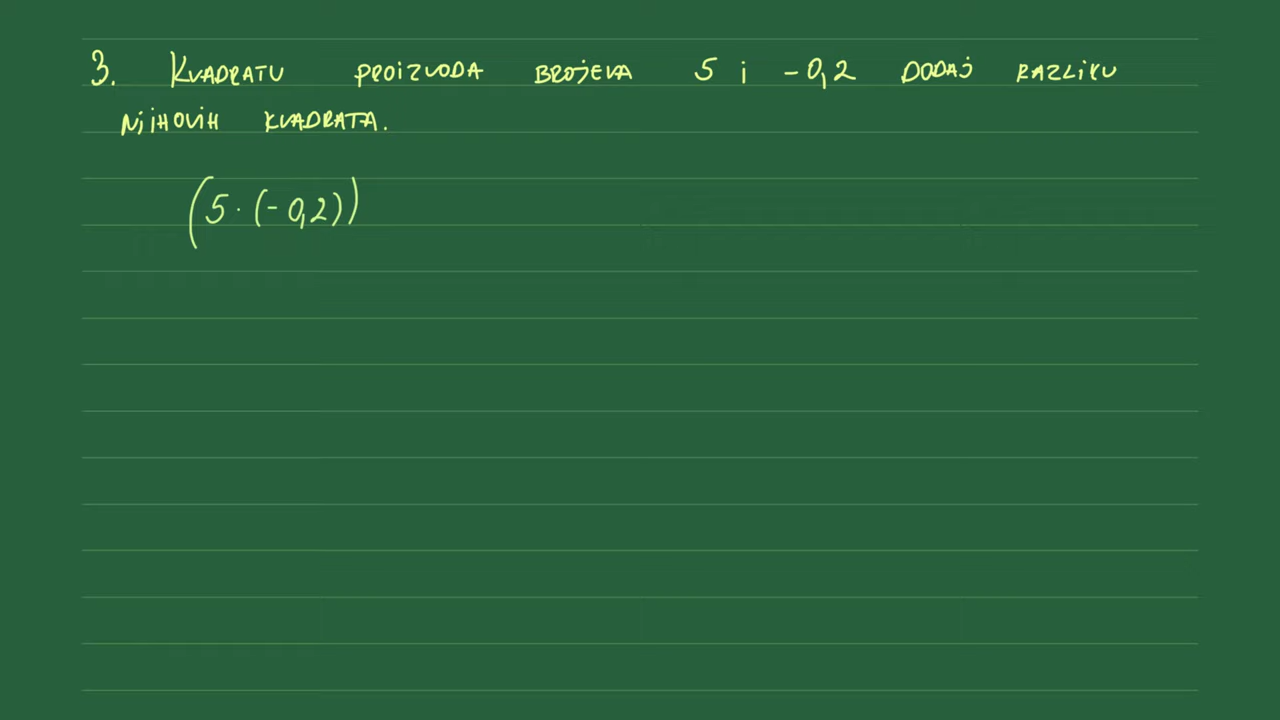 3. KVADRATU PROIZVODA BROJEVA 5 i -0,2 DODAJ RAZLIKU
NJIHOVIH KVADRATA.
(5·(-0,2))